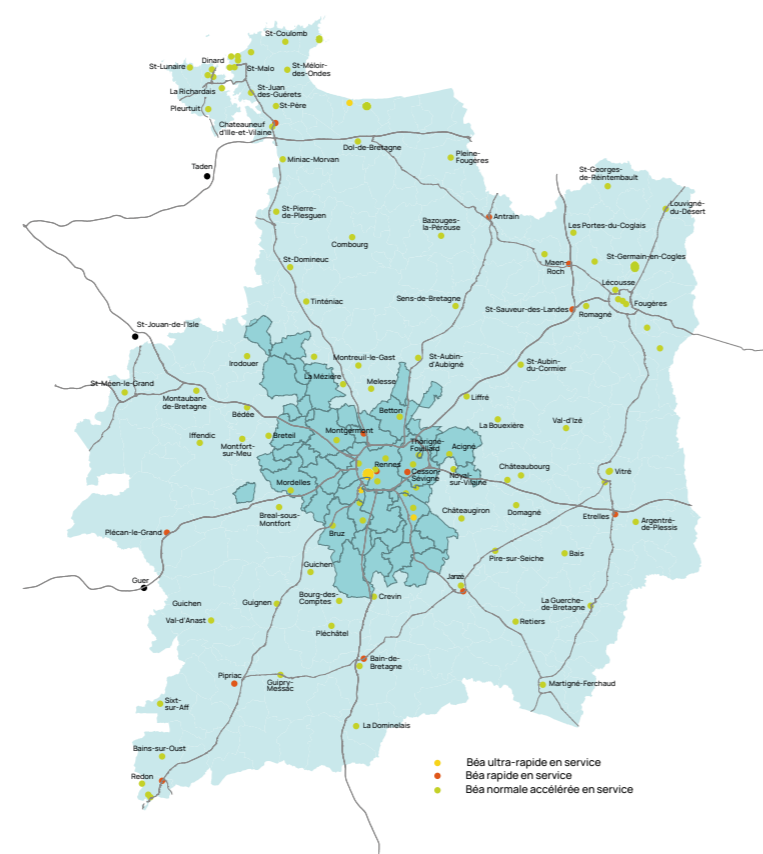 St-Coulomb
St-Lunaire
Dinard
St-Malo
St-Méloir-
des-Ondes
La Richardais
St-Juan
des-Guérets
Pleurtuit
St-Père
Chateauneuf
d'Ille-et-Vilaine
Dol-de-Bretagne
Pleine-
Fougeres
Miniac-Morvan
Taden
St-Georges-
de-Reintembault
Louvigné-
du-Desert
St-Pierre-
de-Plesguen
Antrain
Bazouges-
la-Pérouse
Les Portes-du-Coglais
Combourg
St-Domineuc
Maen-
Roch
St-Germain-en-Cogles
Lécousse
Tinténiac
Sens-de-Bretagne
St-Sauveur-des-Landes
Romagné
Fougères
St-Jouan-de-l'Isle
Irodouer
Montreuil-le-Gast
St-Aubin-
d'Aubigné
St-Aubin-
du-Cormier
La Mézière
Melesse
St-Méen-le-Grand
Montauban-
de-Bretagne
Liffré
Bédée
Betton
La Bouexière
Val-d'Izé
Iffendic
Breteil
Montgermont
Montfort-
sur-Meu
Thorigné-
Fouillard
Acigné
Rennes
Cesson-
Sévigné
Noyal-
sur-Vilaine
Châteaubourg
Vitré
Mordelles
Breal-sous-
Montfort
Châteaugiron
Domagné
Etrelles
Argentré-
de-Plessis
Plécan-le-Grand
Bruz
Pire-sur-Seiche
Bais
Guer
Guichen
Janzé
Guichen
Guignen
Bourg-des-
Comptes
Crevin
La Guerche-
de-Bretagne
Val-d'Anast
Pléchâtel
Retiers
Bain-de-
Bretagne
Pipriac
Guipry-
Messac
Martigné-Ferchaud
Sixt-
sur-Aff
La Dominelais
Bains-sur-Oust
Redon
Béa ultra-rapide en service
Béa rapide en service
Béa normale accélérée en service